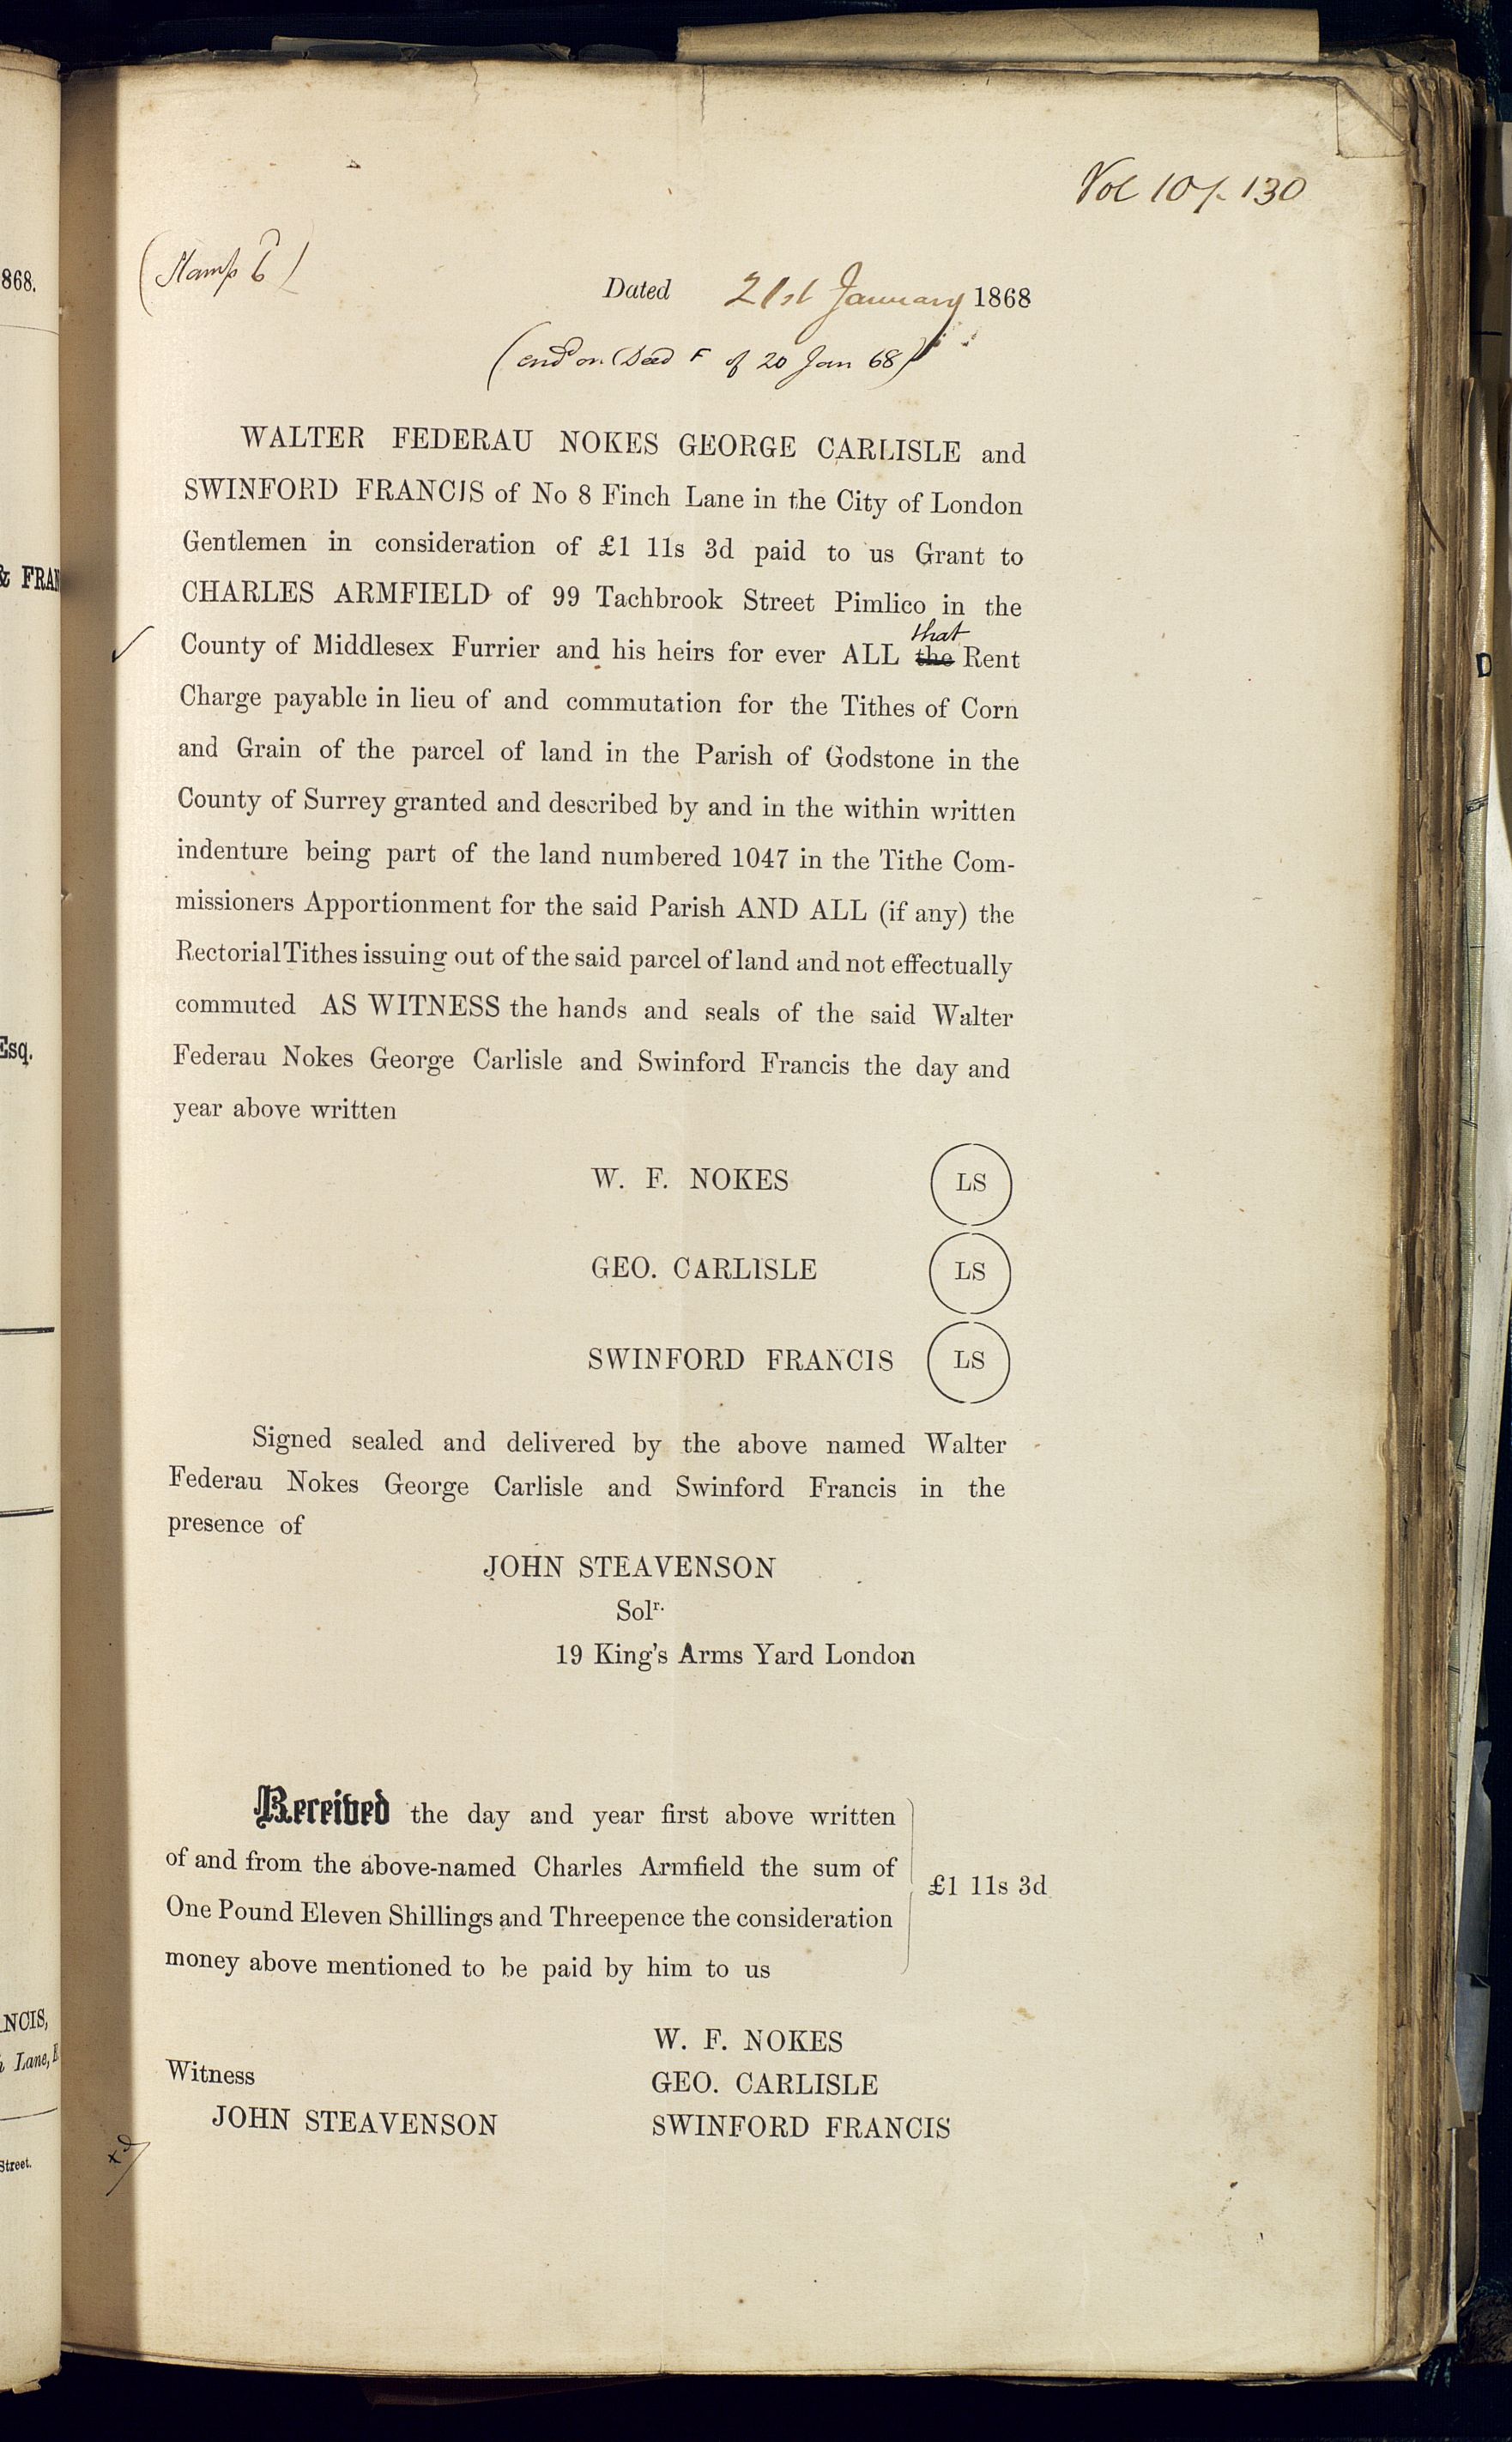 Vol 10 p. 130
(Stamp 6d)
Dated 21st January 1868
(endd on Deed F of 20 Jan 68)
WALTER FEDERAU NOKES GEORGE CARLISLE and
SWINFORD FRANCIS of No 8 Finch Lane in the City of London
Gentlemen in consideration of £1 11s 3d paid to us Grant to
CHARLES ARMFIELD of 99 Tachbrook Street Pimlico in the
that
County of Middlesex Furrier and his heirs for ever ALL the Rent
Charge payable in lieu of and commutation for the Tithes of Corn
and Grain of the parcel of land in the Parish of Godstone in the
County of Surrey granted and described by and in the within written
indenture being part of the land numbered 1047 in the Tithe Com-
missioners Apportionment for the said Parish AND ALL (if any) the
Rectorial Tithes issuing out of the said parcel of land and not effectually
commuted AS WITNESS the hands and seals of the said Walter
Federau Nokes George Carlisle and Swinford Francis the day and
year above written
W. F. NOKES LS
GEO. CARLISLE LS
SWINFORD FRANCIS LS
Signed sealed and delivered by the above named Walter
Federau Nokes George Carlisle and Swinford Francis in the
presence of
JOHN STEAVENSON
Solr.
19 King's Arms Yard London
Received the day and year first above written
of and from the above-named Charles Armfield the sum of
£1 11s 3d
One Pound Eleven Shillings and Threepence the consideration
money above mentioned to be paid by him to us
W. F. NOKES
Witness
GEO. CARLISLE
JOHN STEAVENSON SWINFORD FRANCIS
868.
& FRAN
Esq.
NCIS,
Lane, E
Street.
D